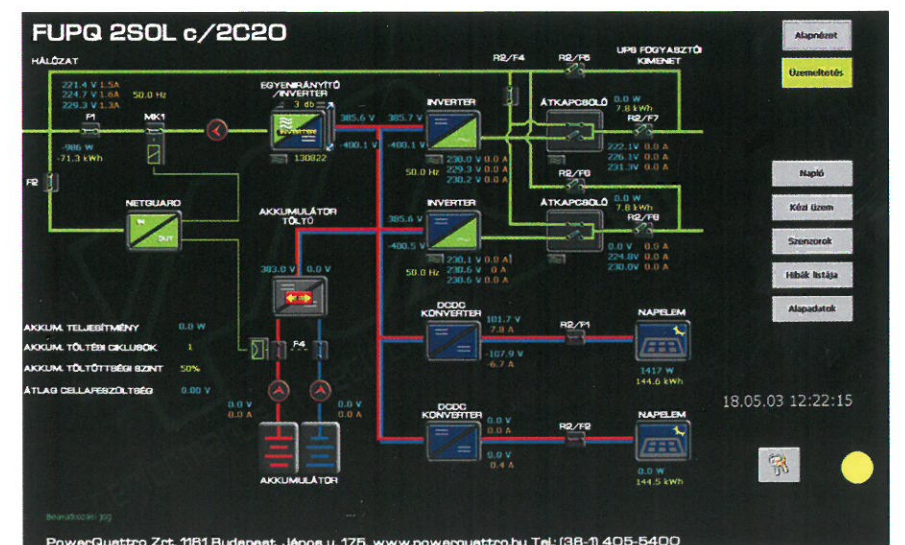 FUPQ 2SOL c/2C20
Alapnézet
Üzemeltetés
HÁLÓZAT
221.4 V 1.5A
224.7 V 1.6A
229.3 V 1.3A
50.0 Hz
F1
MK1
-986 W
-71.3 kWh
F2
NETGUARD
IN
OUT
EGYENIRÁNYÍTÓ
/INVERTER
3 db
INVERTER
130822
385.6 V
385.7 V
-400.1 V
-400.1 V
INVERTER
50.0 Hz
230.0 V 0.0 A
229.3 V 0.0 A
230.2 V 0.0 A
R2/F4
R2/F5
UPS FOGYASZTÓI
KIMENET
ÁTKAPCSOLÓ
0.0 W
7.8 kWh
R2/F7
222.1V 0.0 A
226.1V 0.0 A
231.3V 0.0 A
R2/F6
INVERTER
385.6 V
-400.5 V
50.0 Hz
230.1 V 0.0 A
230.6 V 0 A
230.6 V 0.0 A
ÁTKAPCSOLÓ
0.0 W
7.8 kWh
R2/F8
0.0 V 0.0 A
224.8V 0.0 A
230.0V 0.0 A
Napló
Kézi üzem
Szenzorok
Hibák listája
Alapadatok
AKKUMULÁTOR
TÖLTŐ
383.0 V 0.0 V
F4
AKKUM. TELJESÍTMÉNY 0.0 W
AKKUM. TÖLTÉSI CIKLUSOK 1
AKKUM. TÖLTÖTTSÉGI SZINT 50%
ÁTLAG CELLAFESZÜLTSÉG 0.00 V
0.0 V
0.0 A
0.0 V
0.0 A
AKKUMULÁTOR
DCDC
KONVERTER
101.7 V
7.8 A
-107.9 V
-6.7 A
R2/F1
NAPELEM
1417 W
144.6 kWh
DCDC
KONVERTER
0.0 V
0.0 A
0.0 V
0.4 A
R2/F2
NAPELEM
0.0 W
144.5 kWh
18.05.03 12:22:15
Beavatkozási jog
PowerQuattro Zrt. 1161 Budapest, János u. 175. www.powerquattro.hu Tel.: (36-1) 405-5400